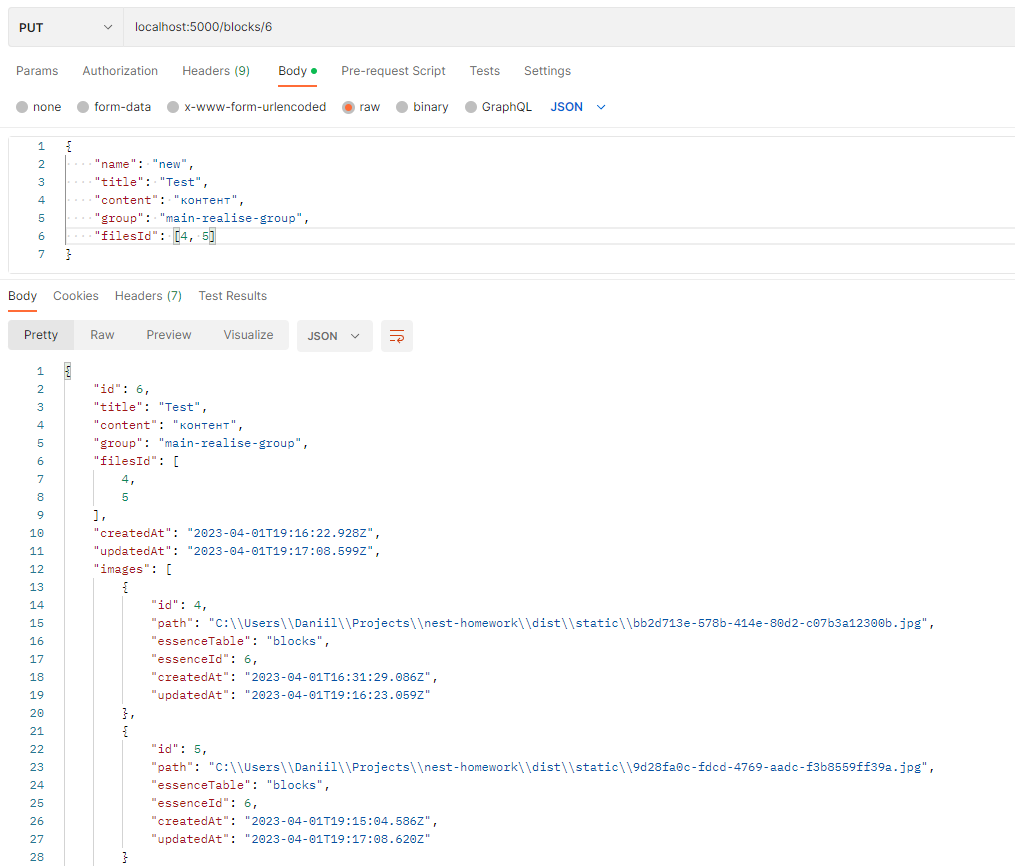 PUT localhost:5000/blocks/6
Params Authorization Headers (9) Body Pre-request Script Tests Settings
none form-data x-www-form-urlencoded raw binary GraphQL JSON
1 {
2 "name": "new",
3 "title": "Test",
4 "content": "контент",
5 "group": "main-realise-group",
6 "filesId": [4, 5]
7 }
Body Cookies Headers (7) Test Results
Pretty Raw Preview Visualize JSON
1 {
2 "id": 6,
3 "title": "Test",
4 "content": "контент",
5 "group": "main-realise-group",
6 "filesId": [
7 4,
8 5
9 ],
10 "createdAt": "2023-04-01T19:16:22.928Z",
11 "updatedAt": "2023-04-01T19:17:08.599Z",
12 "images": [
13 {
14 "id": 4,
15 "path": "C:\\Users\\Daniil\\Projects\\nest-homework\\dist\\static\\bb2d713e-578b-414e-80d2-c07b3a12300b.jpg",
16 "essenceTable": "blocks",
17 "essenceId": 6,
18 "createdAt": "2023-04-01T16:31:29.086Z",
19 "updatedAt": "2023-04-01T19:16:23.059Z"
20 },
21 {
22 "id": 5,
23 "path": "C:\\Users\\Daniil\\Projects\\nest-homework\\dist\\static\\9d28fa0c-fdcd-4769-aadc-f3b8559ff39a.jpg",
24 "essenceTable": "blocks",
25 "essenceId": 6,
26 "createdAt": "2023-04-01T19:15:04.586Z",
27 "updatedAt": "2023-04-01T19:17:08.620Z"
28 }